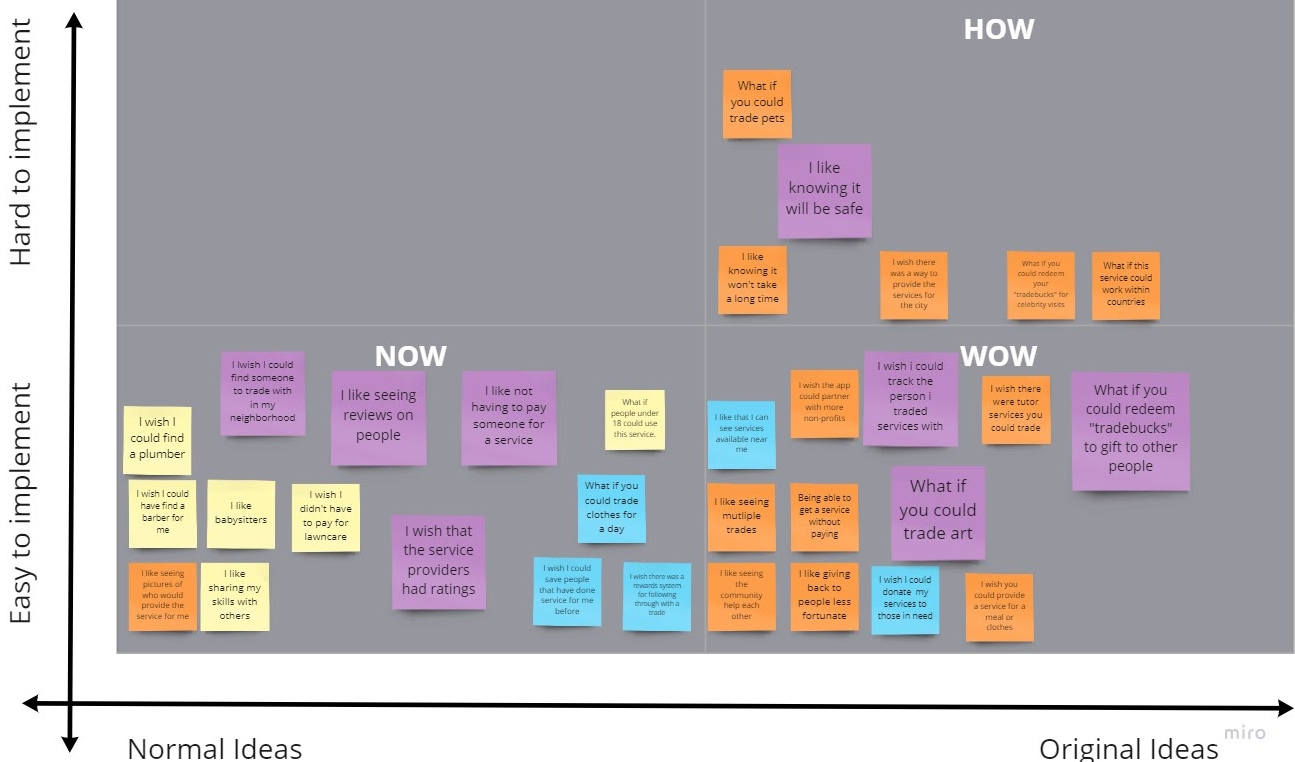 Hard to implement
Easy to implement
HOW
What if
you could
trade pets
I like
knowing it
will be safe
I like
knowing it
won't take
a long time
I wish there
was a way to
provide the
services for
the city
What if you
could redeem
your
"tradebucks" for
celebrity visits
What if this
service could
work within
countries
NOW
I lwish I could
find someone
to trade with
in my
neighborhood
I like seeing
reviews on
people
I like not
having to pay
someone for
a service
What if
people under
18 could use
this service.
I wish I
could find
a plumber
I wish I could
have find a
barber for
me
I like
babysitters
I wish I
didn't have
to pay for
lawncare
I wish that
the service
providers
had ratings
What if you
could trade
clothes for
a day
I like seeing
pictures of
who would
provide the
service for me
I like
sharing my
skills with
others
I wish I could
save people
that have done
service for me
before
I wish there was a
rewards system
for following
through with a
trade
WOW
I like that I can
see services
available near
me
I wish the app
could partner
with more
non-profits
I wish i could
track the
person i
traded
services with
I wish there
were tutor
services you
could trade
What if you
could redeem
"tradebucks"
to gift to other
people
I like seeing
mutliple
trades
Being able to
get a service
without
paying
What if
you could
trade art
I like seeing
the
community
help each
other
I like giving
back to
people less
fortunate
I wish I could
donate my
services to
those in need
I wish you
could provide
a service for a
meal or
clothes
Normal Ideas
Original Ideas
miro